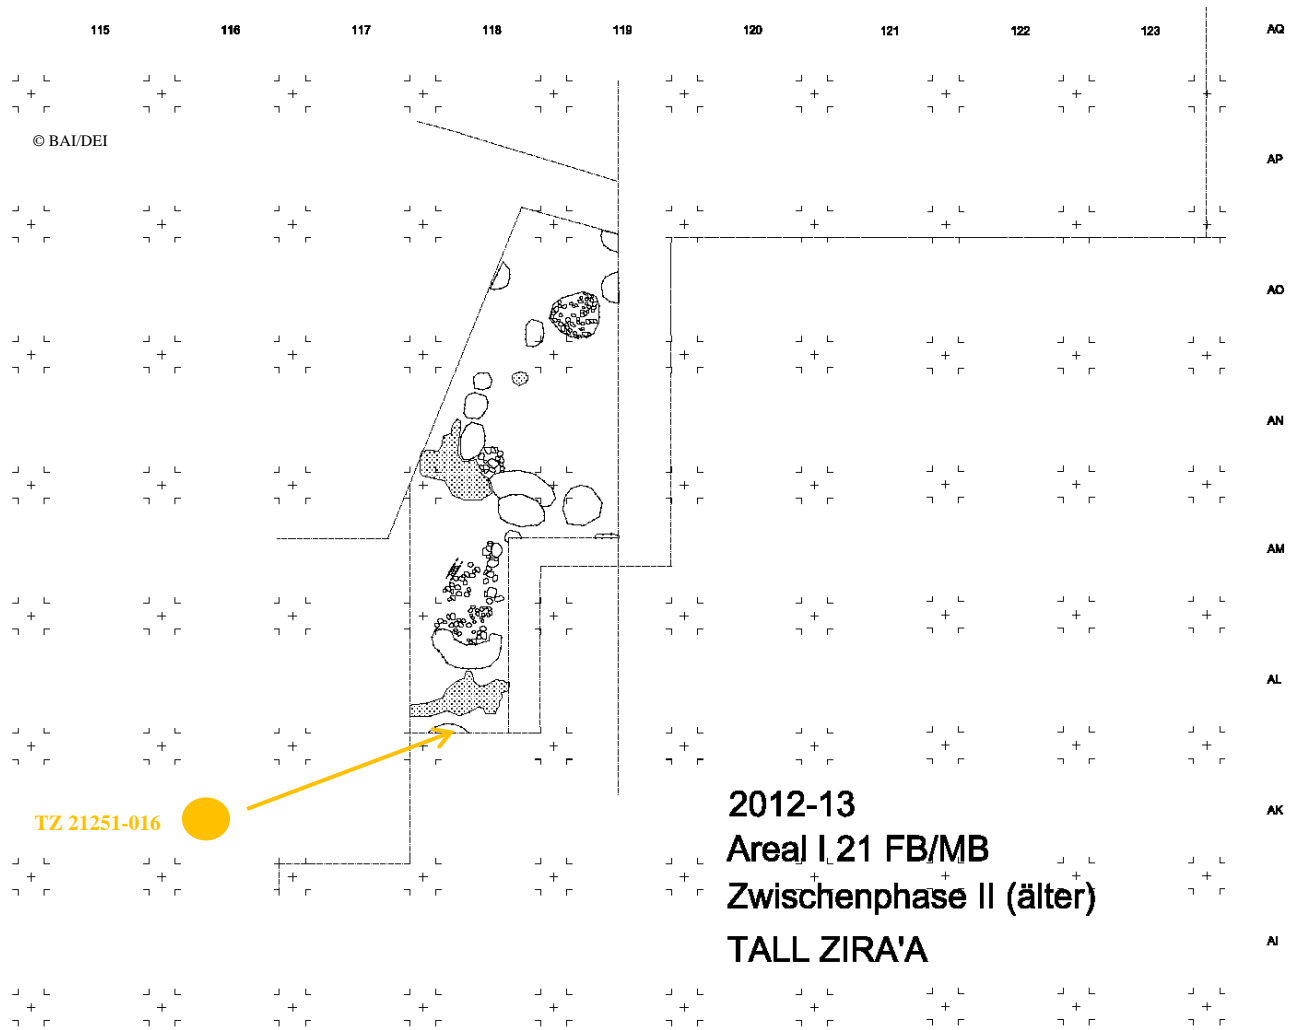 115 116 117 118 119 120 121 122 123 AQ
© BAI/DEI
AP
AO
AN
AM
AL
TZ 21251-016
2012-13
AK
Areal I 21 FB/MB
Zwischenphase II (älter)
TALL ZIRA'A
AI